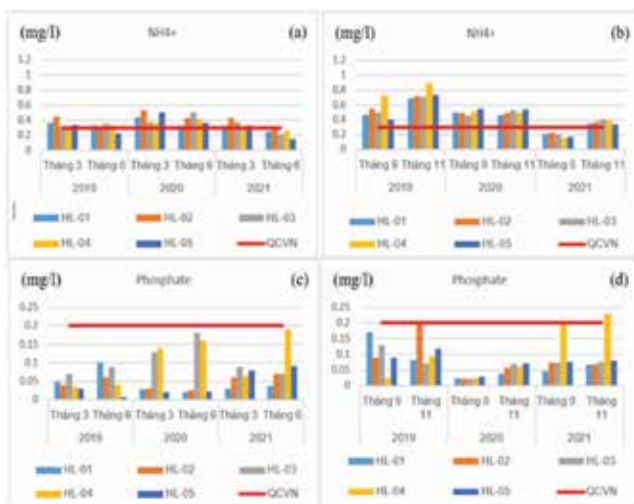 (mg/l) NH4+ (a)
1.2
1
0.8
0.6
0.4
0.2
0
Tháng 3 Tháng 6 Tháng 3 Tháng 6 Tháng 3 Tháng 6
2019 2020 2021
HL-01 HL-02 HL-03
HL-04 HL-05 QCVN
(mg/l) NH4+ (b)
1.2
1
0.8
0.6
0.4
0.2
0
Tháng 9 Tháng 11 Tháng 9 Tháng 11 Tháng 9 Tháng 11
2019 2020 2021
HL-01 HL-02 HL-03
HL-04 HL-05 QCVN
(mg/l) Phosphate (c)
0.25
0.2
0.15
0.1
0.05
0
Tháng 3 Tháng 6 Tháng 3 Tháng 6 Tháng 3 Tháng 6
2019 2020 2021
HL-01 HL-02 HL-03
HL-04 HL-05 QCVN
(mg/l) Phosphate (d)
0.25
0.2
0.15
0.1
0.05
0
Tháng 9 Tháng 11 Tháng 9 Tháng 11 Tháng 9 Tháng 11
2019 2020 2021
HL-01 HL-02 HL-03
HL-04 HL-05 QCVN